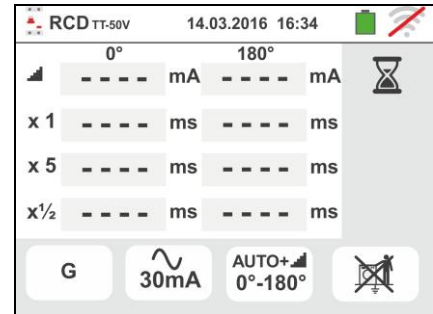 RCD TT-50V 14.03.2016 16:34
0° 180°
---- mA ---- mA
x 1 ---- ms ---- ms
x 5 ---- ms ---- ms
x½ ---- ms ---- ms
G
30mA
AUTO+
0°-180°